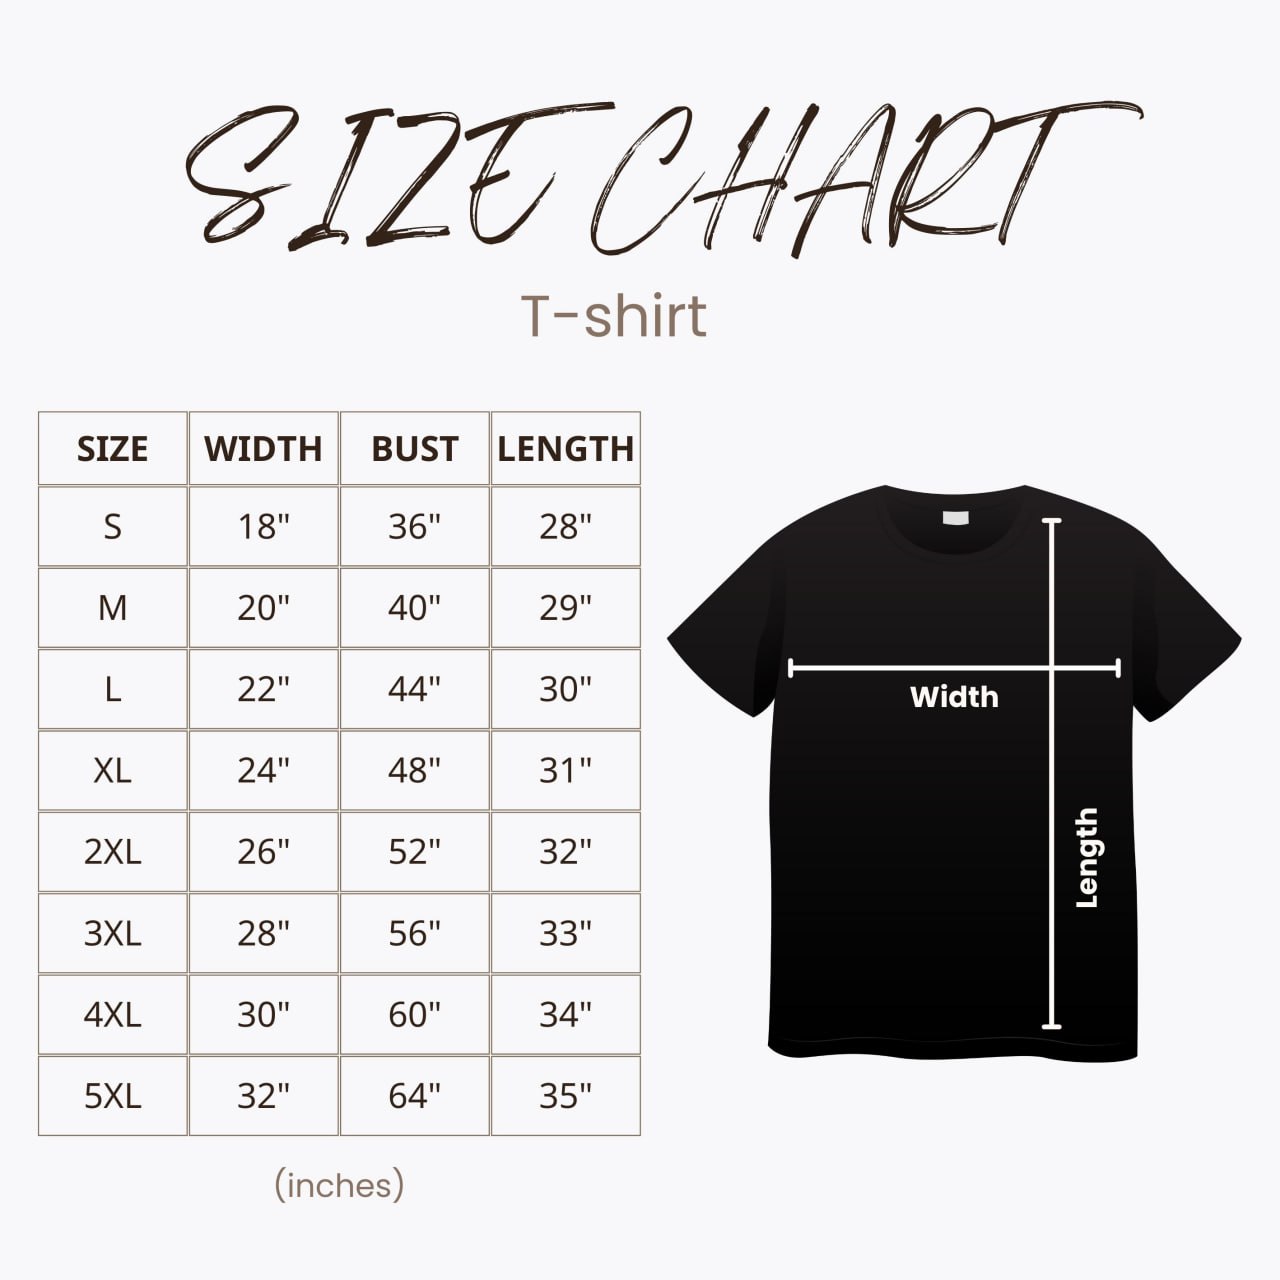 SIZE CHART
T-shirt
SIZE WIDTH BUST LENGTH
S 18" 36" 28"
M 20" 40" 29"
L 22" 44" 30"
XL 24" 48" 31"
2XL 26" 52" 32"
3XL 28" 56" 33"
4XL 30" 60" 34"
5XL 32" 64" 35"
(inches)
Width
Length